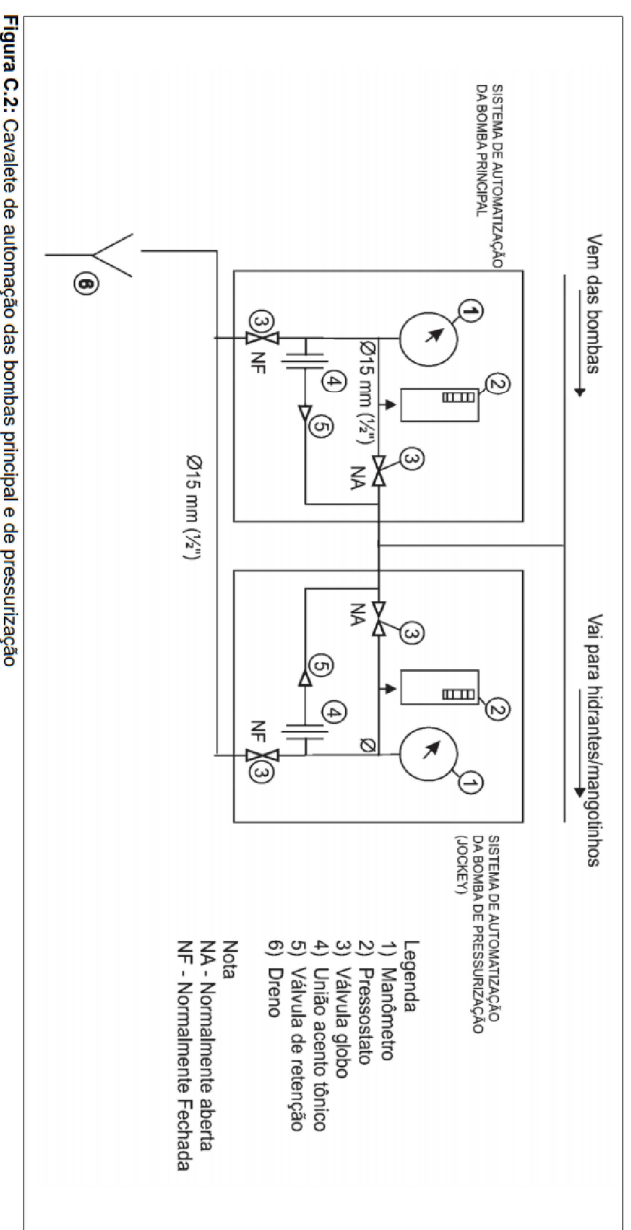 Vem das bombas
Vai para hidrantes/mangotinhos
SISTEMA DE AUTOMATIZAÇÃO
DA BOMBA PRINCIPAL
1
2
3
NA
Ø15 mm (½")
4
5
3
NF
SISTEMA DE AUTOMATIZAÇÃO
DA BOMBA DE PRESSURIZAÇÃO
(JOCKEY)
3
NA
2
1
Ø
5
4
NF
3
Ø15 mm (½")
6
Legenda
1) Manômetro
2) Pressostato
3) Válvula globo
4) União acento tônico
5) Válvula de retenção
6) Dreno
Nota
NA - Normalmente aberta
NF - Normalmente Fechada
Figura C.2: Cavalete de automação das bombas principal e de pressurização